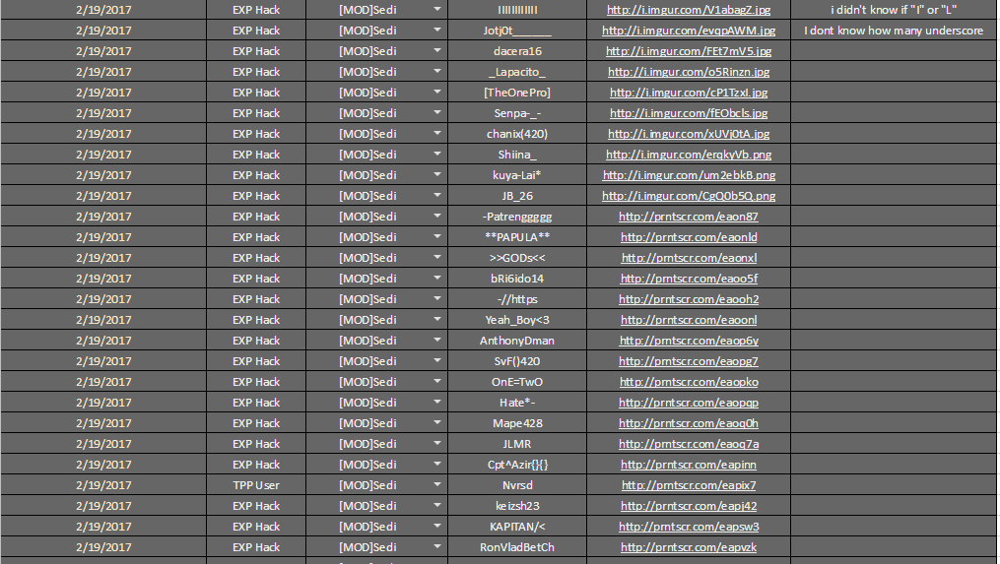 2/19/2017 EXP Hack [MOD]Sedi IIIIIIIIIIII http://i.imgur.com/V1abagZ.jpg i didn't know if "I" or "L"
2/19/2017 EXP Hack [MOD]Sedi Jotj0t______ http://i.imgur.com/evqpAWM.jpg I dont know how many underscore
2/19/2017 EXP Hack [MOD]Sedi dacera16 http://i.imgur.com/FEt7mV5.jpg
2/19/2017 EXP Hack [MOD]Sedi _Lapacito_ http://i.imgur.com/o5Rinzn.jpg
2/19/2017 EXP Hack [MOD]Sedi [TheOnePro] http://i.imgur.com/cP1TzxI.jpg
2/19/2017 EXP Hack [MOD]Sedi Senpa-_- http://i.imgur.com/fEObcls.jpg
2/19/2017 EXP Hack [MOD]Sedi chanix(420) http://i.imgur.com/xUVj0tA.jpg
2/19/2017 EXP Hack [MOD]Sedi Shiina_ http://i.imgur.com/erqkyVb.png
2/19/2017 EXP Hack [MOD]Sedi kuya-Lai* http://i.imgur.com/um2ebkB.png
2/19/2017 EXP Hack [MOD]Sedi JB_26 http://i.imgur.com/CgQ0b5Q.png
2/19/2017 EXP Hack [MOD]Sedi -Patrenggggg http://prntscr.com/eaon87
2/19/2017 EXP Hack [MOD]Sedi **PAPULA** http://prntscr.com/eaonld
2/19/2017 EXP Hack [MOD]Sedi >>GODs<< http://prntscr.com/eaonxl
2/19/2017 EXP Hack [MOD]Sedi bRi6ido14 http://prntscr.com/eaoo5f
2/19/2017 EXP Hack [MOD]Sedi -//https http://prntscr.com/eaooh2
2/19/2017 EXP Hack [MOD]Sedi Yeah_Boy<3 http://prntscr.com/eaoonl
2/19/2017 EXP Hack [MOD]Sedi AnthonyDman http://prntscr.com/eaop6y
2/19/2017 EXP Hack [MOD]Sedi SvF()420 http://prntscr.com/eaopg7
2/19/2017 EXP Hack [MOD]Sedi OnE=TwO http://prntscr.com/eaopko
2/19/2017 EXP Hack [MOD]Sedi Hate*- http://prntscr.com/eaopqp
2/19/2017 EXP Hack [MOD]Sedi Mape428 http://prntscr.com/eaoq0h
2/19/2017 EXP Hack [MOD]Sedi JLMR http://prntscr.com/eaoq7a
2/19/2017 EXP Hack [MOD]Sedi Cpt^Azir{}{} http://prntscr.com/eapinn
2/19/2017 TPP User [MOD]Sedi Nvrsd http://prntscr.com/eapix7
2/19/2017 EXP Hack [MOD]Sedi keizsh23 http://prntscr.com/eapj42
2/19/2017 EXP Hack [MOD]Sedi KAPITAN/< http://prntscr.com/eapsw3
2/19/2017 EXP Hack [MOD]Sedi RonVladBetCh http://prntscr.com/eapvzk